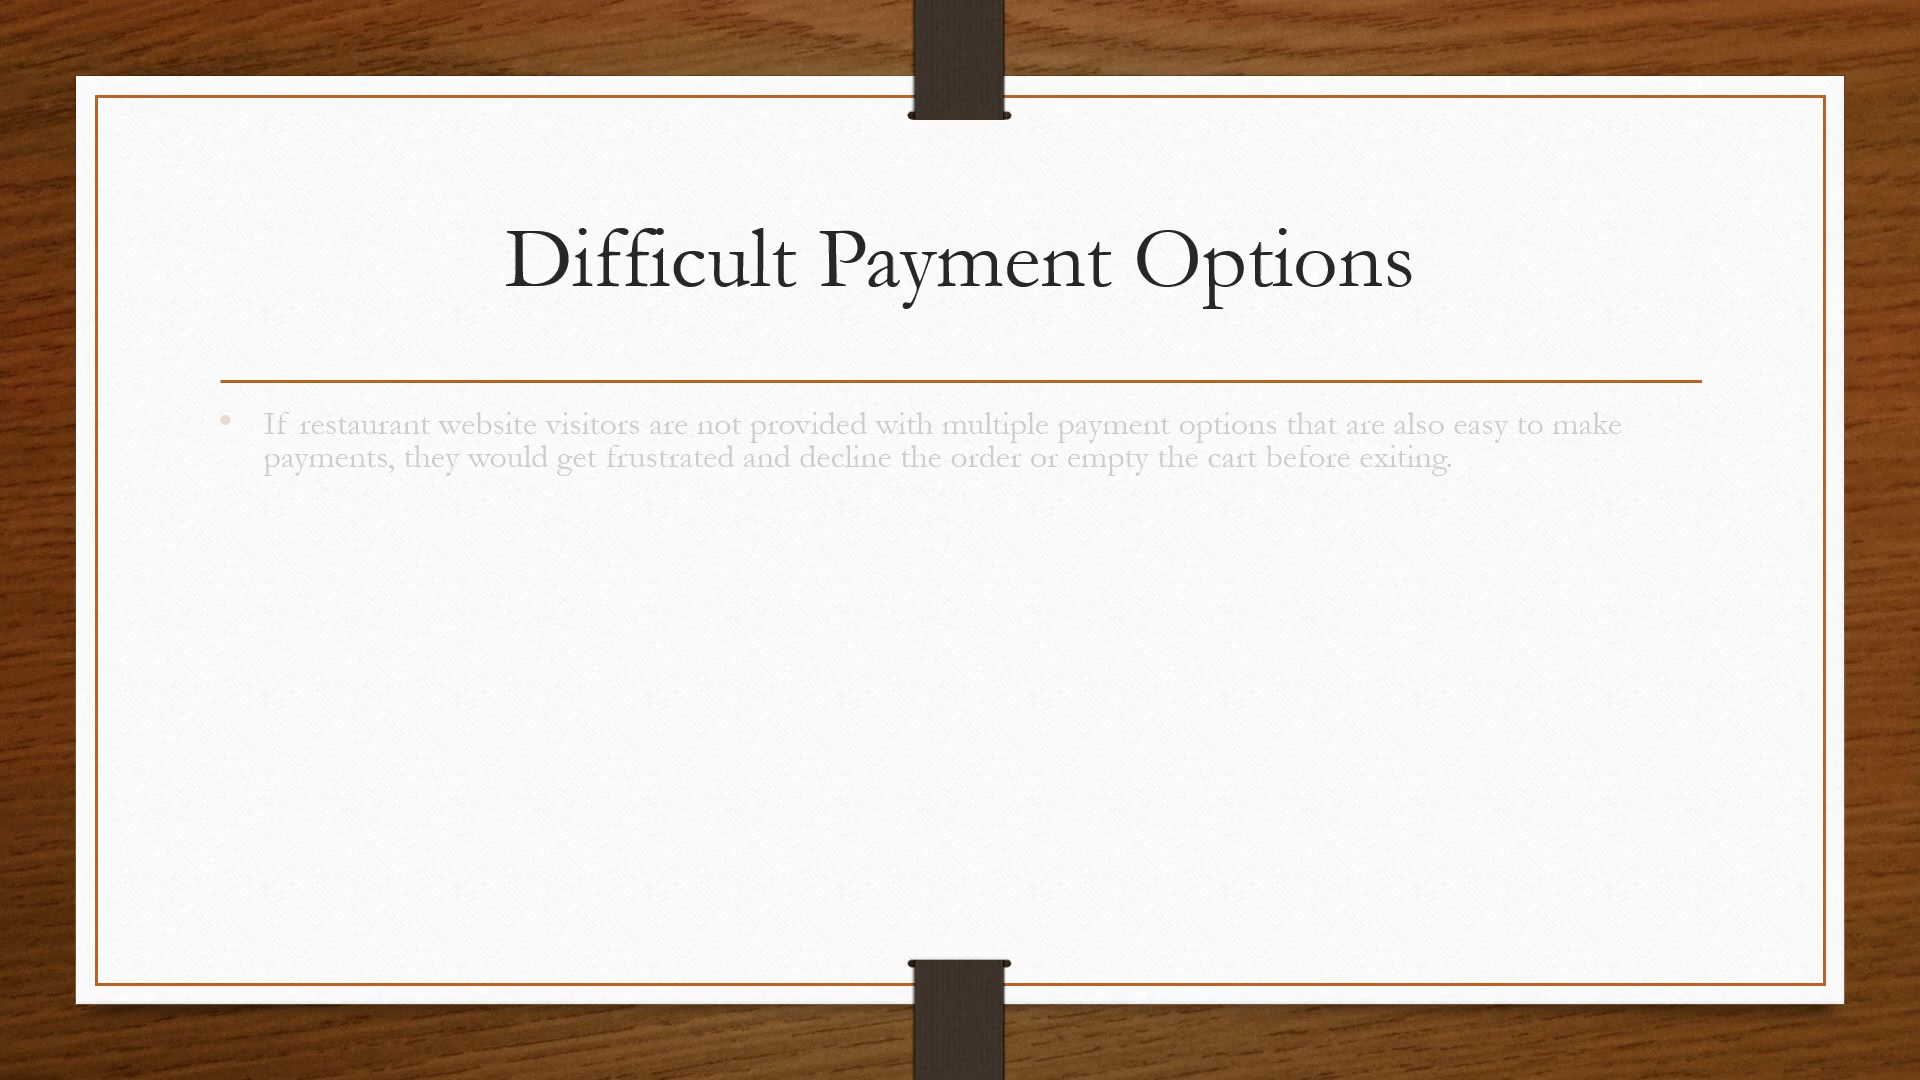 Difficult Payment Options
• If restaurant website visitors are not provided with multiple payment options that are also easy to make
payments, they would get frustrated and decline the order or empty the cart before exiting.